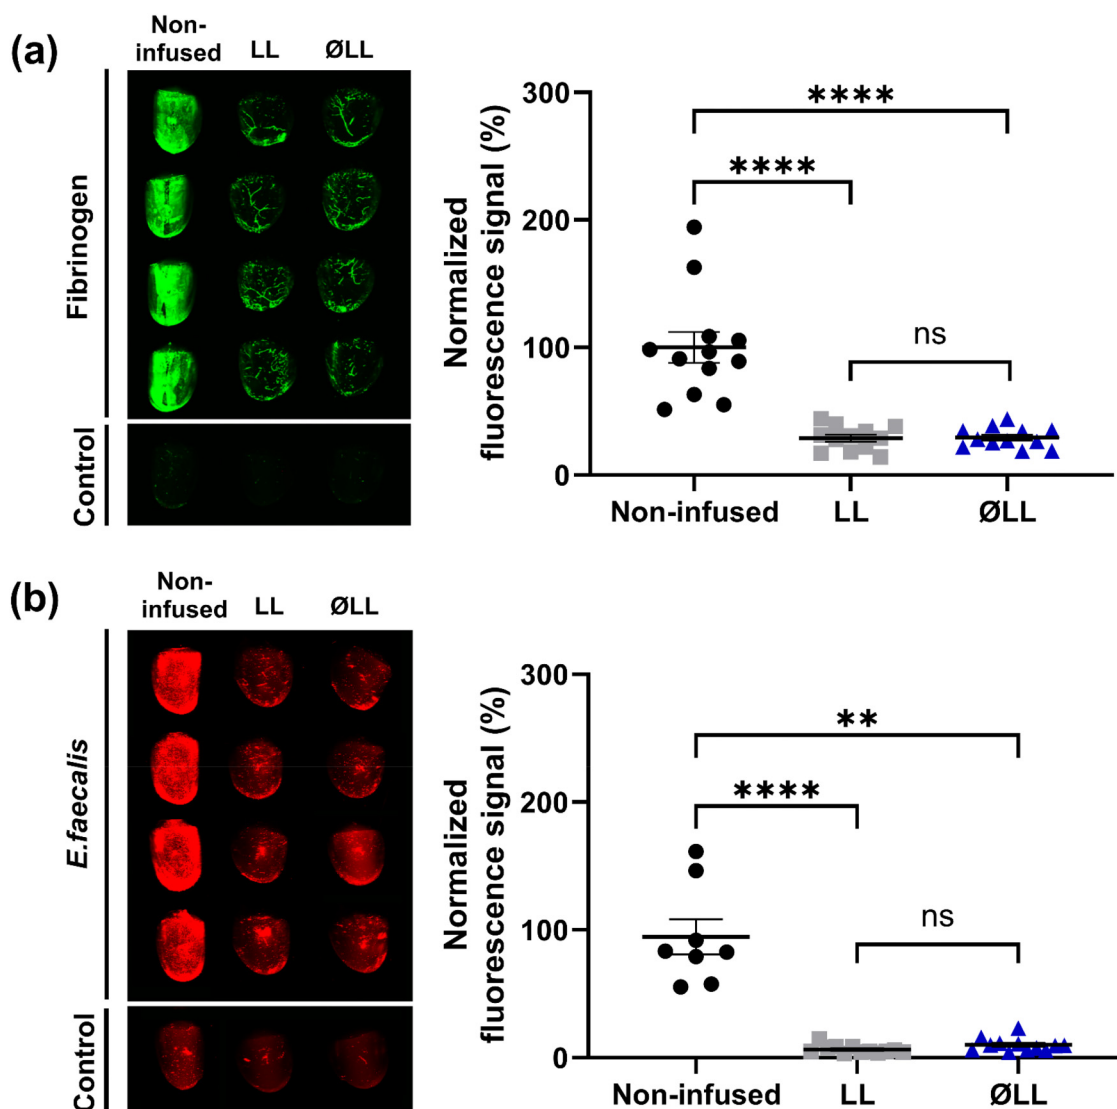 (a)
Non-
infused LL ØLL
Fibrinogen
Control
Normalized
fluorescence signal (%)
300
200
100
0
****
****
ns
Non-infused LL ØLL
(b)
Non-
infused LL ØLL
E.faecalis
Control
Normalized
fluorescence signal (%)
300
200
100
0
**
****
ns
Non-infused LL ØLL